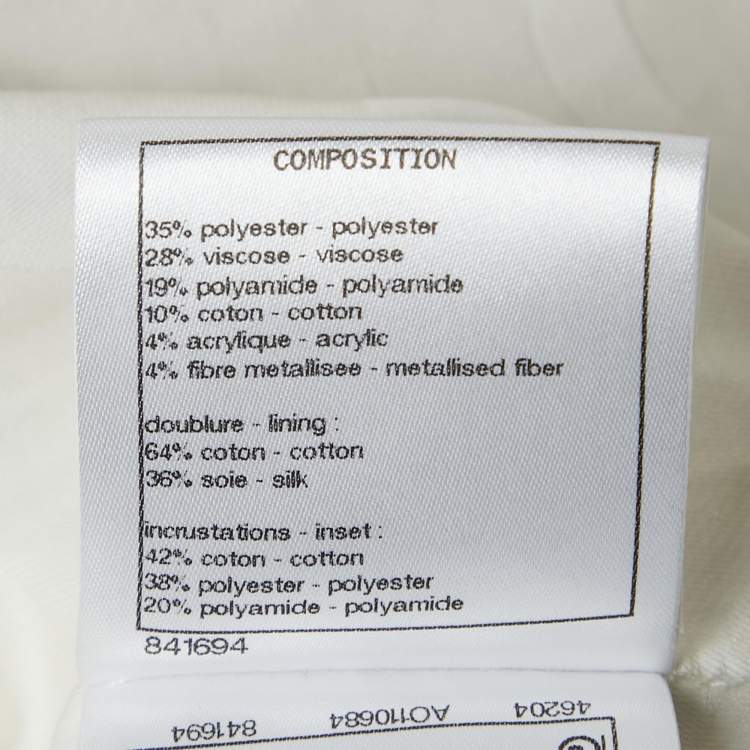 COMPOSITION
35% polyester - polyester
28% viscose - viscose
19% polyamide - polyamide
10% coton - cotton
4% acrylique - acrylic
4% fibre metallisee - metallised fiber
doublure - lining :
64% coton - cotton
36% soie - silk
incrustations - inset :
42% coton - cotton
38% polyester - polyester
20% polyamide - polyamide
841694
46204 AO110684 841694